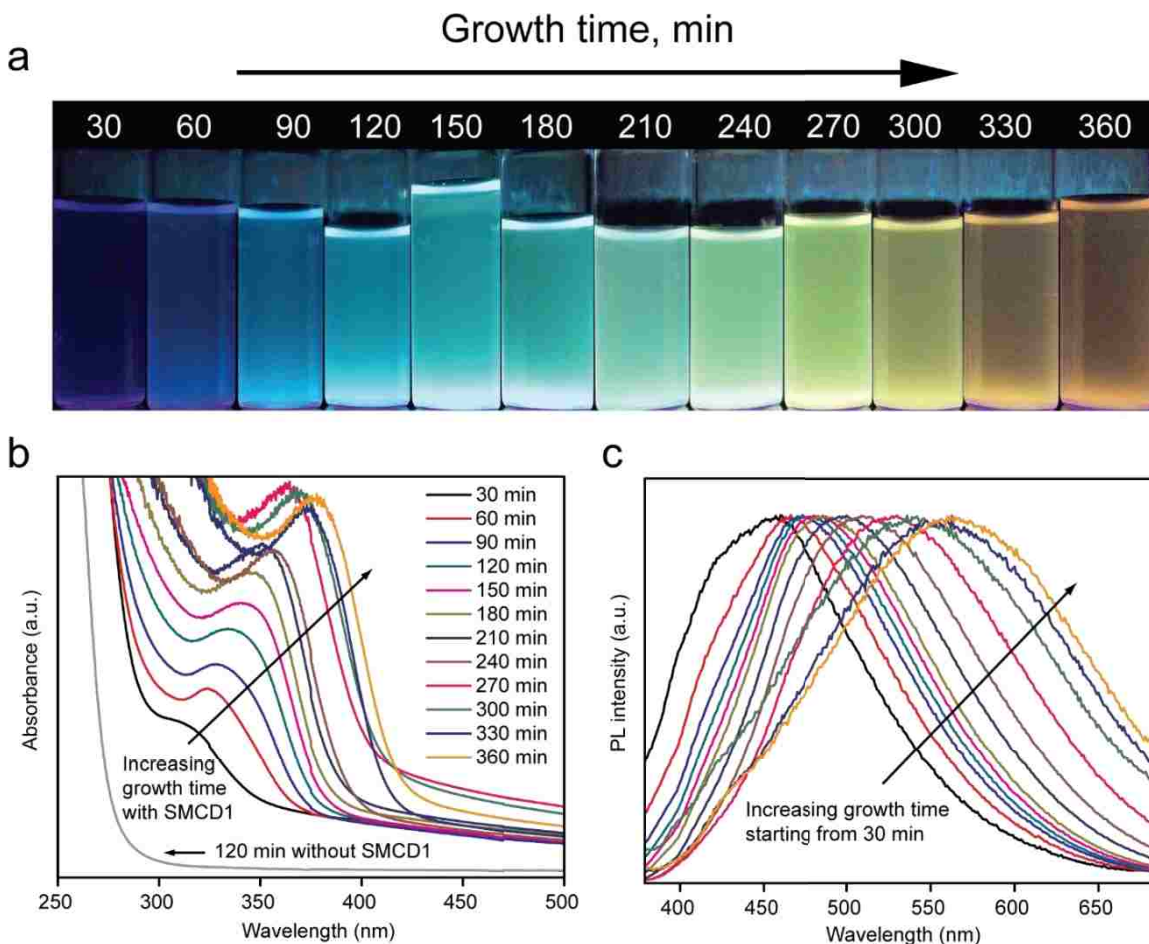 Growth time, min
a
30 60 90 120 150 180 210 240 270 300 330 360
b
Absorbance (a.u.)
30 min
60 min
90 min
120 min
150 min
180 min
210 min
240 min
270 min
300 min
330 min
360 min
Increasing
growth time
with SMCD1
120 min without SMCD1
250 300 350 400 450 500
Wavelength (nm)
c
PL intensity (a.u.)
Increasing growth time
starting from 30 min
400 450 500 550 600 650
Wavelength (nm)